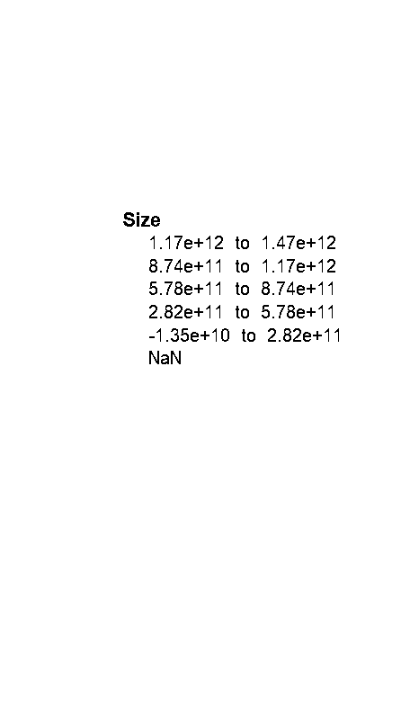 Size
1.17e+12 to 1.47e+12
8.74e+11 to 1.17e+12
5.78e+11 to 8.74e+11
2.82e+11 to 5.78e+11
-1.35e+10 to 2.82e+11
NaN